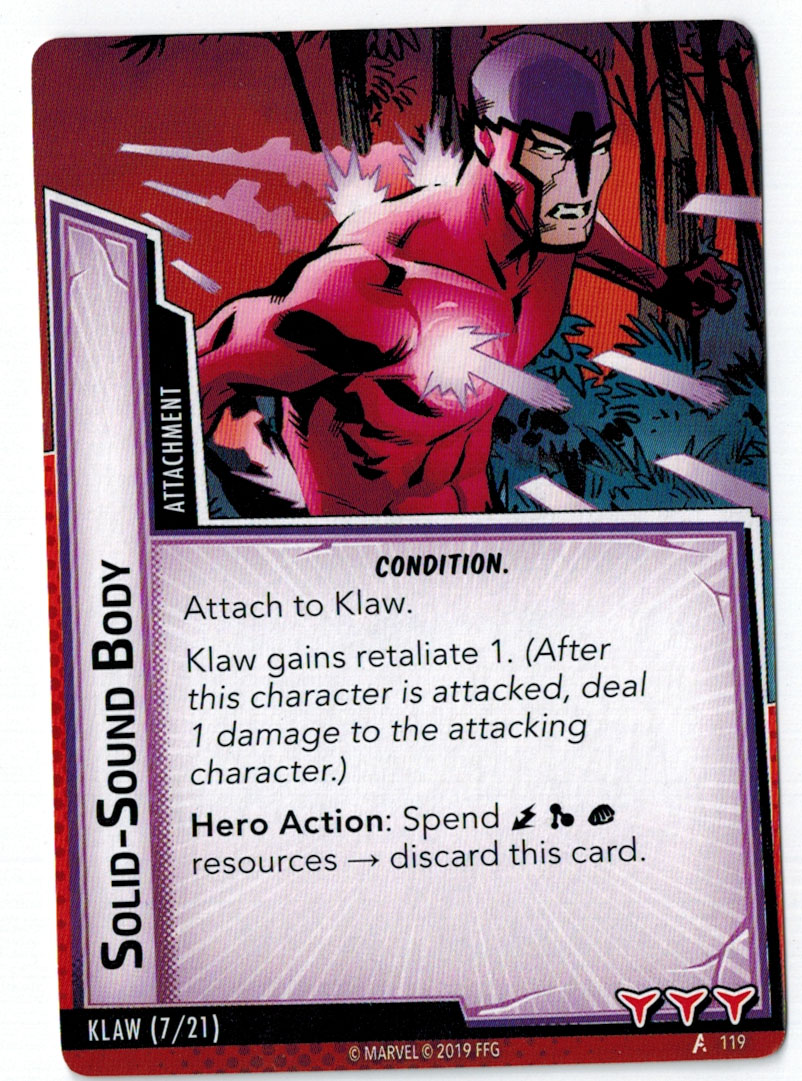 ATTACHMENT
SOLID-SOUND BODY
CONDITION.
Attach to Klaw.
Klaw gains retaliate 1. (After
this character is attacked, deal
1 damage to the attacking
character.)
Hero Action: Spend
resources → discard this card.
KLAW (7/21)
© MARVEL © 2019 FFG
119